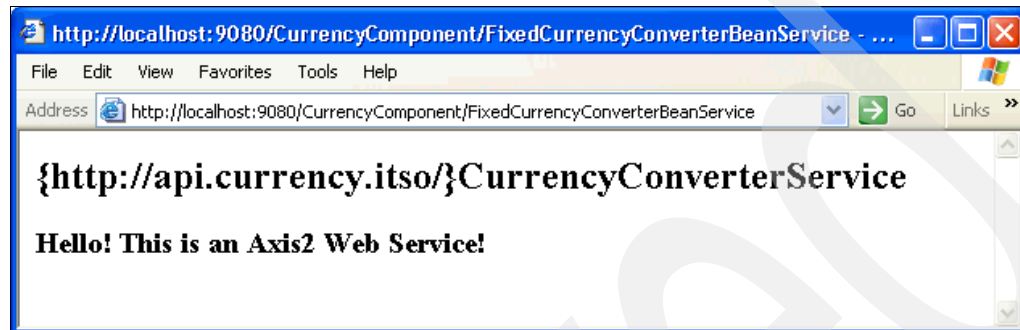 http://localhost:9080/CurrencyComponent/FixedCurrencyConverterBeanService - ...
File Edit View Favorites Tools Help
Address http://localhost:9080/CurrencyComponent/FixedCurrencyConverterBeanService Go Links »
{http://api.currency.itso/}CurrencyConverterService
Hello! This is an Axis2 Web Service!